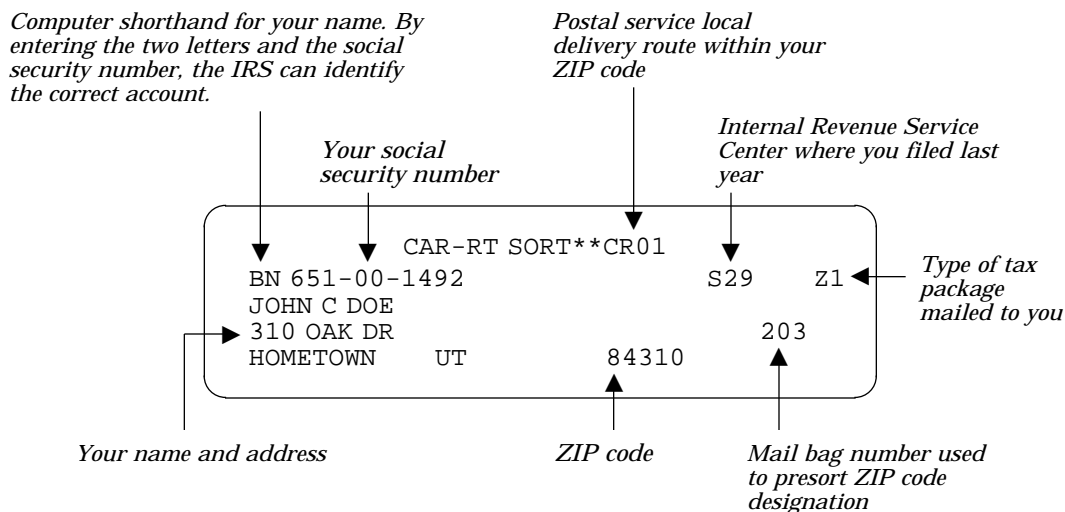 Computer shorthand for your name. By
entering the two letters and the social
security number, the IRS can identify
the correct account.
Postal service local
delivery route within your
ZIP code
Your social
security number
Internal Revenue Service
Center where you filed last
year
CAR-RT SORT**CR01
BN 651-00-1492 S29 Z1
JOHN C DOE
310 OAK DR 203
HOMETOWN UT 84310
Type of tax
package
mailed to you
Your name and address
ZIP code
Mail bag number used
to presort ZIP code
designation